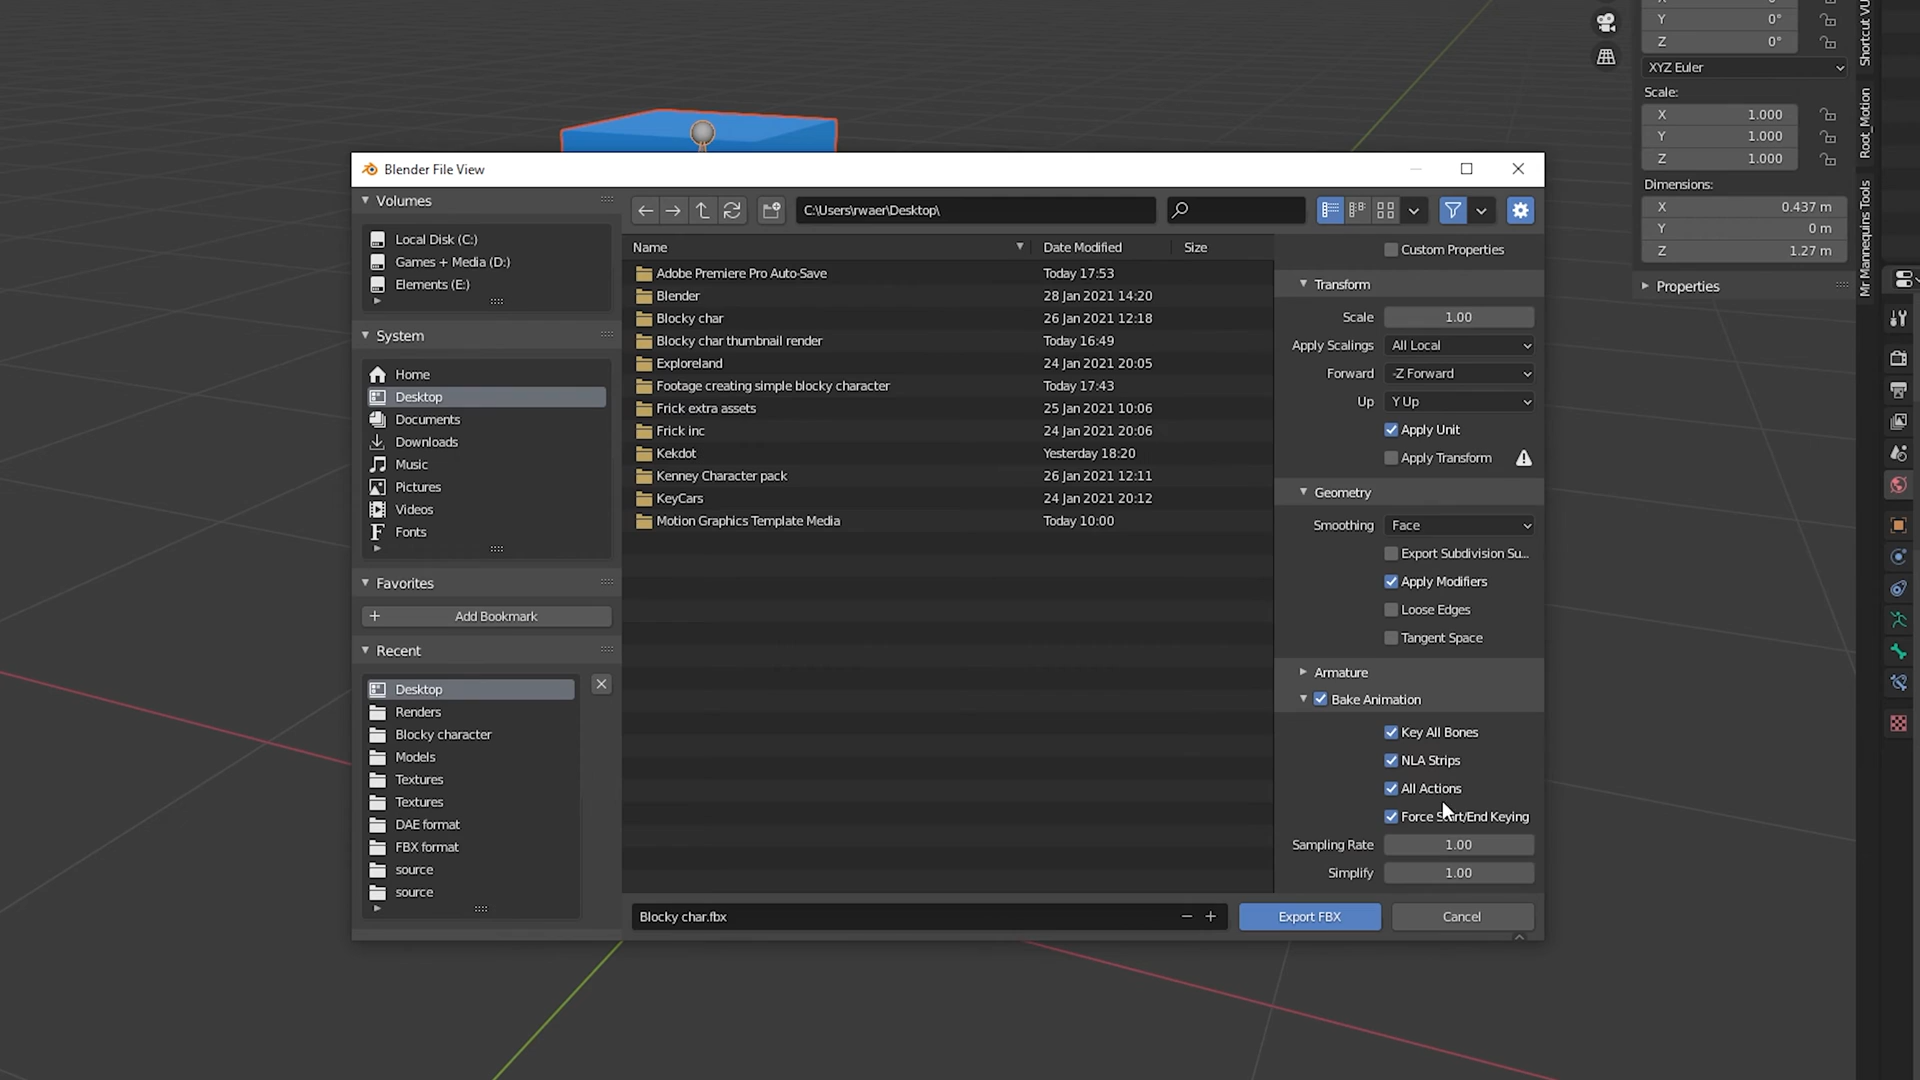 Y 0°
Z 0°
XYZ Euler
Scale:
X 1.000
Y 1.000
Z 1.000
Dimensions:
X 0.437 m
Y 0 m
Z 1.27 m
Properties
Shortcut VU
Root_Motion
Mr Mannequins Tools
Blender File View
Volumes
Local Disk (C:)
Games + Media (D:)
Elements (E:)
System
Home
Desktop
Documents
Downloads
Music
Pictures
Videos
Fonts
Favorites
Add Bookmark
Recent
Desktop
Renders
Blocky character
Models
Textures
Textures
DAE format
FBX format
source
source
C:\Users\rwaer\Desktop\
Name Date Modified Size
Adobe Premiere Pro Auto-Save Today 17:53
Blender 28 Jan 2021 14:20
Blocky char 26 Jan 2021 12:18
Blocky char thumbnail render Today 16:49
Exploreland 24 Jan 2021 20:05
Footage creating simple blocky character Today 17:43
Frick extra assets 25 Jan 2021 10:06
Frick inc 24 Jan 2021 20:06
Kekdot Yesterday 18:20
Kenney Character pack 26 Jan 2021 12:11
KeyCars 24 Jan 2021 20:12
Motion Graphics Template Media Today 10:00
Custom Properties
Transform
Scale 1.00
Apply Scalings All Local
Forward -Z Forward
Up Y Up
Apply Unit
Apply Transform
Geometry
Smoothing Face
Export Subdivision Su...
Apply Modifiers
Loose Edges
Tangent Space
Armature
Bake Animation
Key All Bones
NLA Strips
All Actions
Force Start/End Keying
Sampling Rate 1.00
Simplify 1.00
Blocky char.fbx
Export FBX
Cancel